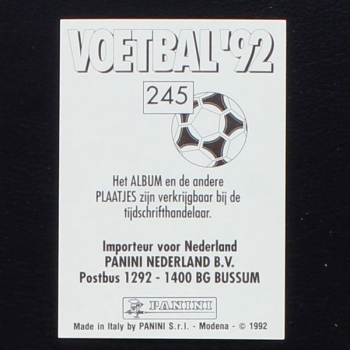 VOETBAL '92
245
Het ALBUM en de andere
PLAATJES zijn verkrijgbaar bij de
tijdschrifthandelaar.
Importeur voor Nederland
PANINI NEDERLAND B.V.
Postbus 1292 - 1400 BG BUSSUM
PANINI
Made in Italy by PANINI S.r.l. - Modena - © 1992